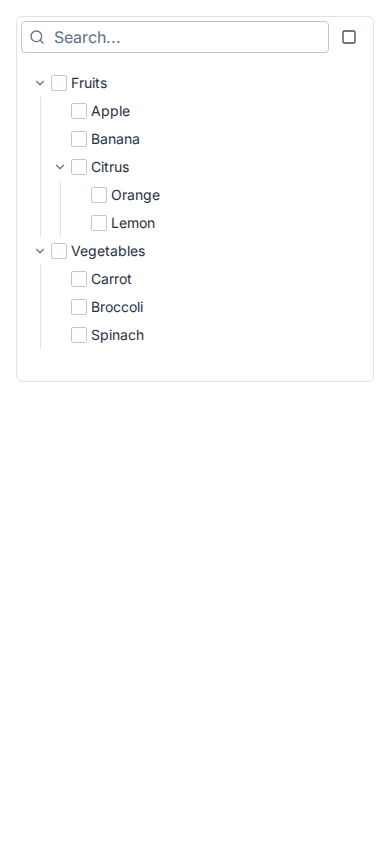 Search...
Fruits
Apple
Banana
Citrus
Orange
Lemon
Vegetables
Carrot
Broccoli
Spinach